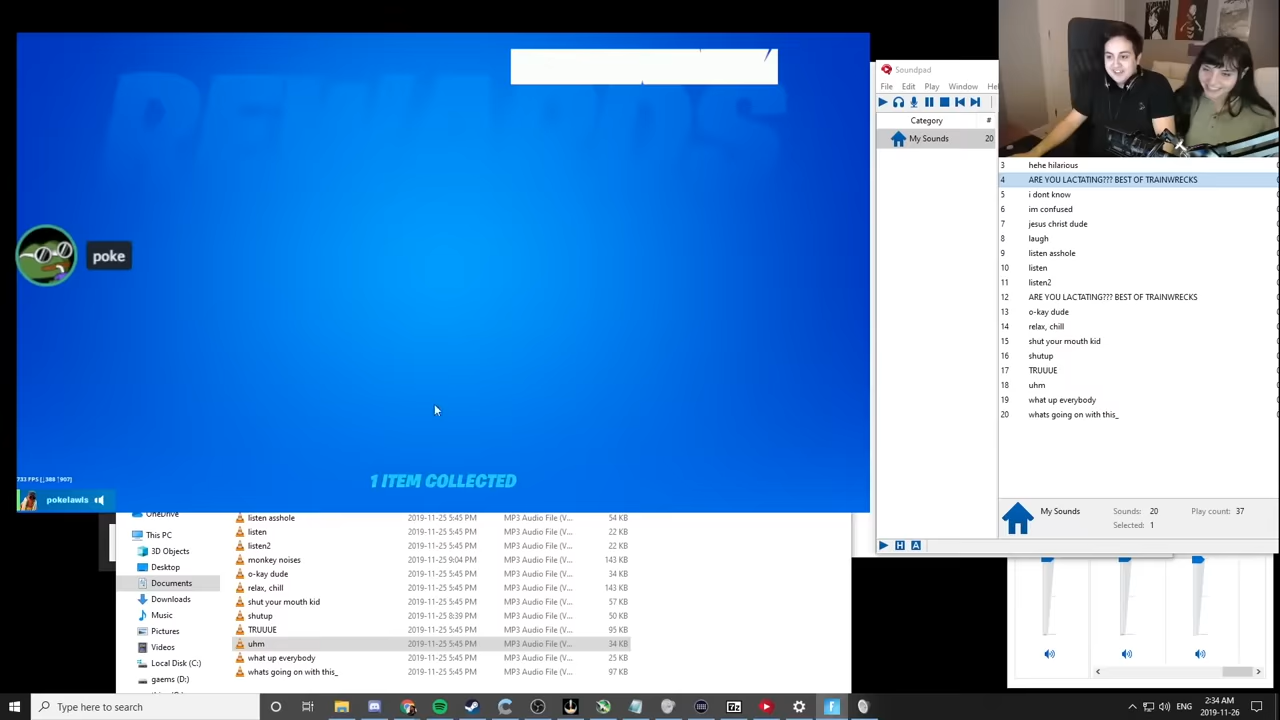 1 ITEM COLLECTED
poke
733 FPS [
pokelawls
Soundpad
File Edit Play Window
Category #
My Sounds 20
3 hehe hilarious
4 ARE YOU LACTATING??? BEST OF TRAINWRECKS
5 i dont know
6 im confused
7 jesus christ dude
8 laugh
9 listen asshole
10 listen
11 listen2
12 ARE YOU LACTATING??? BEST OF TRAINWRECKS
13 o-kay dude
14 relax, chill
15 shut your mouth kid
16 shutup
17 TRUUUE
18 uhm
19 what up everybody
20 whats going on with this_
My Sounds Sounds: 20 Play count: 37
Selected: 1
H A
OneDrive
This PC
3D Objects
Desktop
Documents
Downloads
Music
Pictures
Videos
Local Disk (C:)
gaems (D:)
listen asshole 2019-11-25 5:45 PM MP3 Audio File (V... 54 KB
listen 2019-11-25 5:45 PM MP3 Audio File (V... 22 KB
listen2 2019-11-25 5:45 PM MP3 Audio File (V... 22 KB
monkey noises 2019-11-25 9:04 PM MP3 Audio File (V... 143 KB
o-kay dude 2019-11-25 5:45 PM MP3 Audio File (V... 34 KB
relax, chill 2019-11-25 5:45 PM MP3 Audio File (V... 143 KB
shut your mouth kid 2019-11-25 5:45 PM MP3 Audio File (V... 57 KB
shutup 2019-11-25 8:39 PM MP3 Audio File (V... 50 KB
TRUUUE 2019-11-25 5:45 PM MP3 Audio File (V... 95 KB
uhm 2019-11-25 5:45 PM MP3 Audio File (V... 34 KB
what up everybody 2019-11-25 5:45 PM MP3 Audio File (V... 25 KB
whats going on with this_ 2019-11-25 5:45 PM MP3 Audio File (V... 97 KB
Type here to search
ENG
2:34 AM
2019-11-26